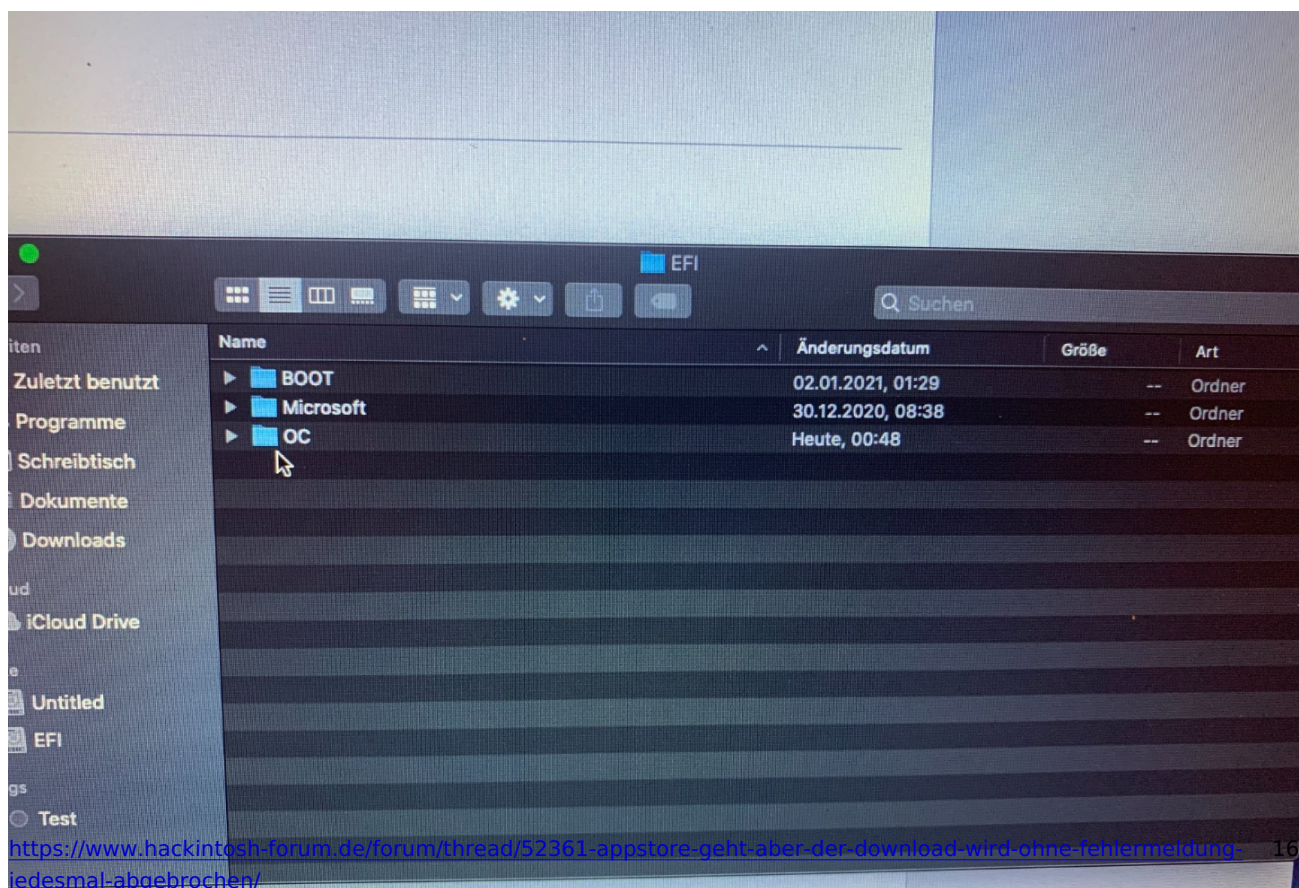 EFI
Suchen
iten
Name ^ Änderungsdatum Größe Art
Zuletzt benutzt
BOOT 02.01.2021, 01:29 -- Ordner
Microsoft 30.12.2020, 08:38 -- Ordner
Programme
OC Heute, 00:48 -- Ordner
Schreibtisch
Dokumente
Downloads
ud
iCloud Drive
e
Untitled
EFI
gs
Test
https://www.hackintosh-forum.de/forum/thread/52361-appstore-geht-aber-der-download-wird-ohne-fehlermeldung- 16
jedesmal-abgebrochen/